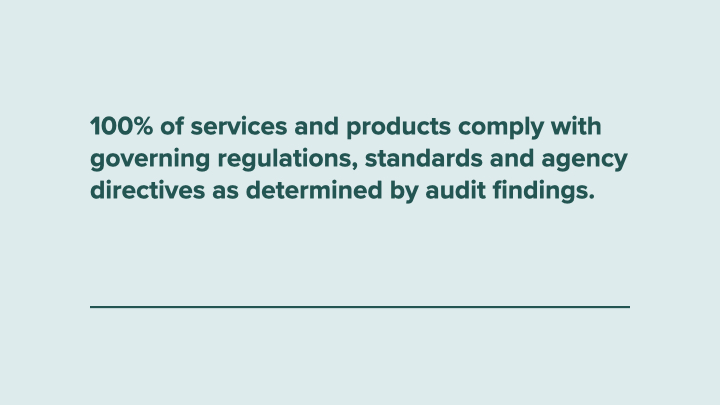 100% of services and products comply with
governing regulations, standards and agency
directives as determined by audit findings.